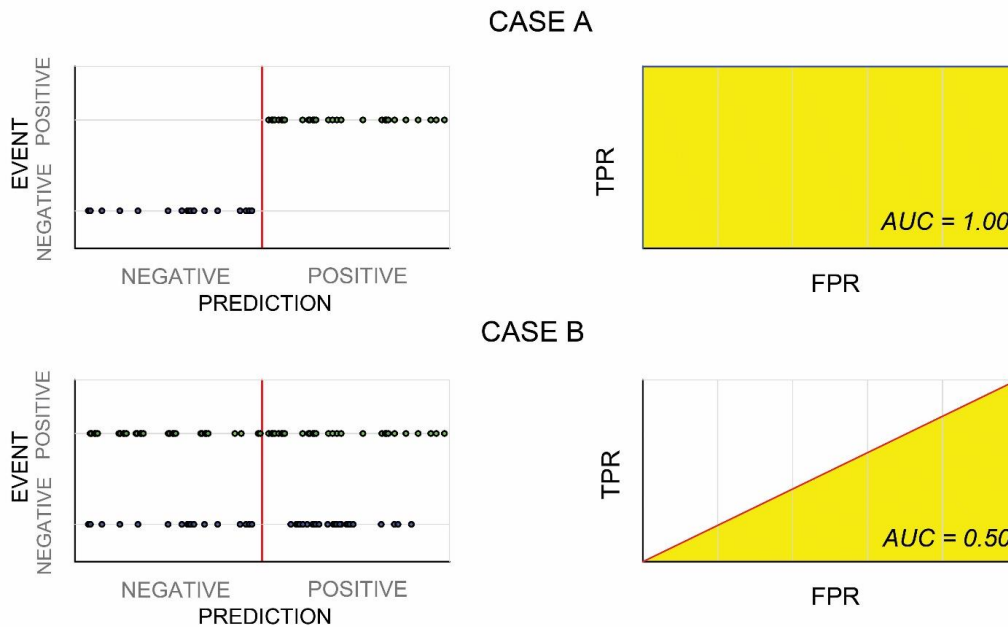 CASE A
EVENT
NEGATIVE POSITIVE
NEGATIVE POSITIVE
PREDICTION
TPR
AUC = 1.00
FPR
CASE B
EVENT
NEGATIVE POSITIVE
NEGATIVE POSITIVE
PREDICTION
TPR
AUC = 0.50
FPR